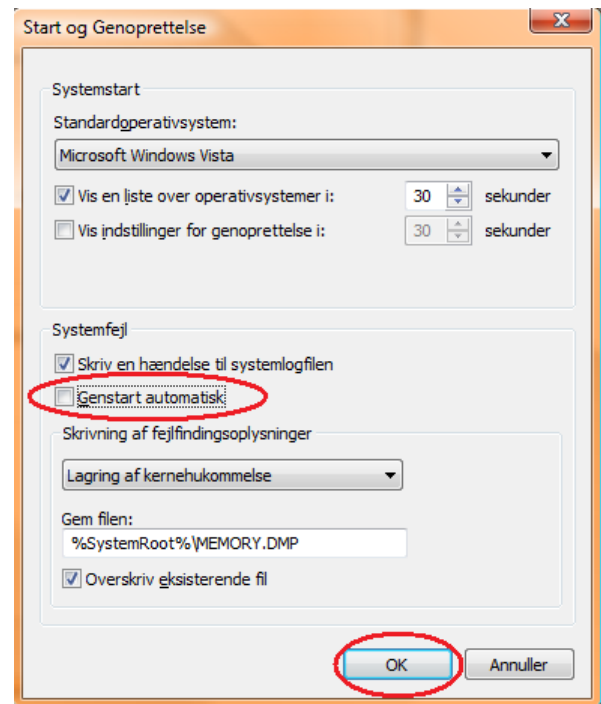 Start og Genoprettelse
Systemstart
Standardoperativsystem:
Microsoft Windows Vista
Vis en liste over operativsystemer i: 30 sekunder
Vis indstillinger for genoprettelse i: 30 sekunder
Systemfejl
Skriv en hændelse til systemlogfilen
Genstart automatisk
Skrivning af fejlfindingsoplysninger
Lagring af kernehukommelse
Gem filen:
%SystemRoot%\MEMORY.DMP
Overskriv eksisterende fil
OK Annuller